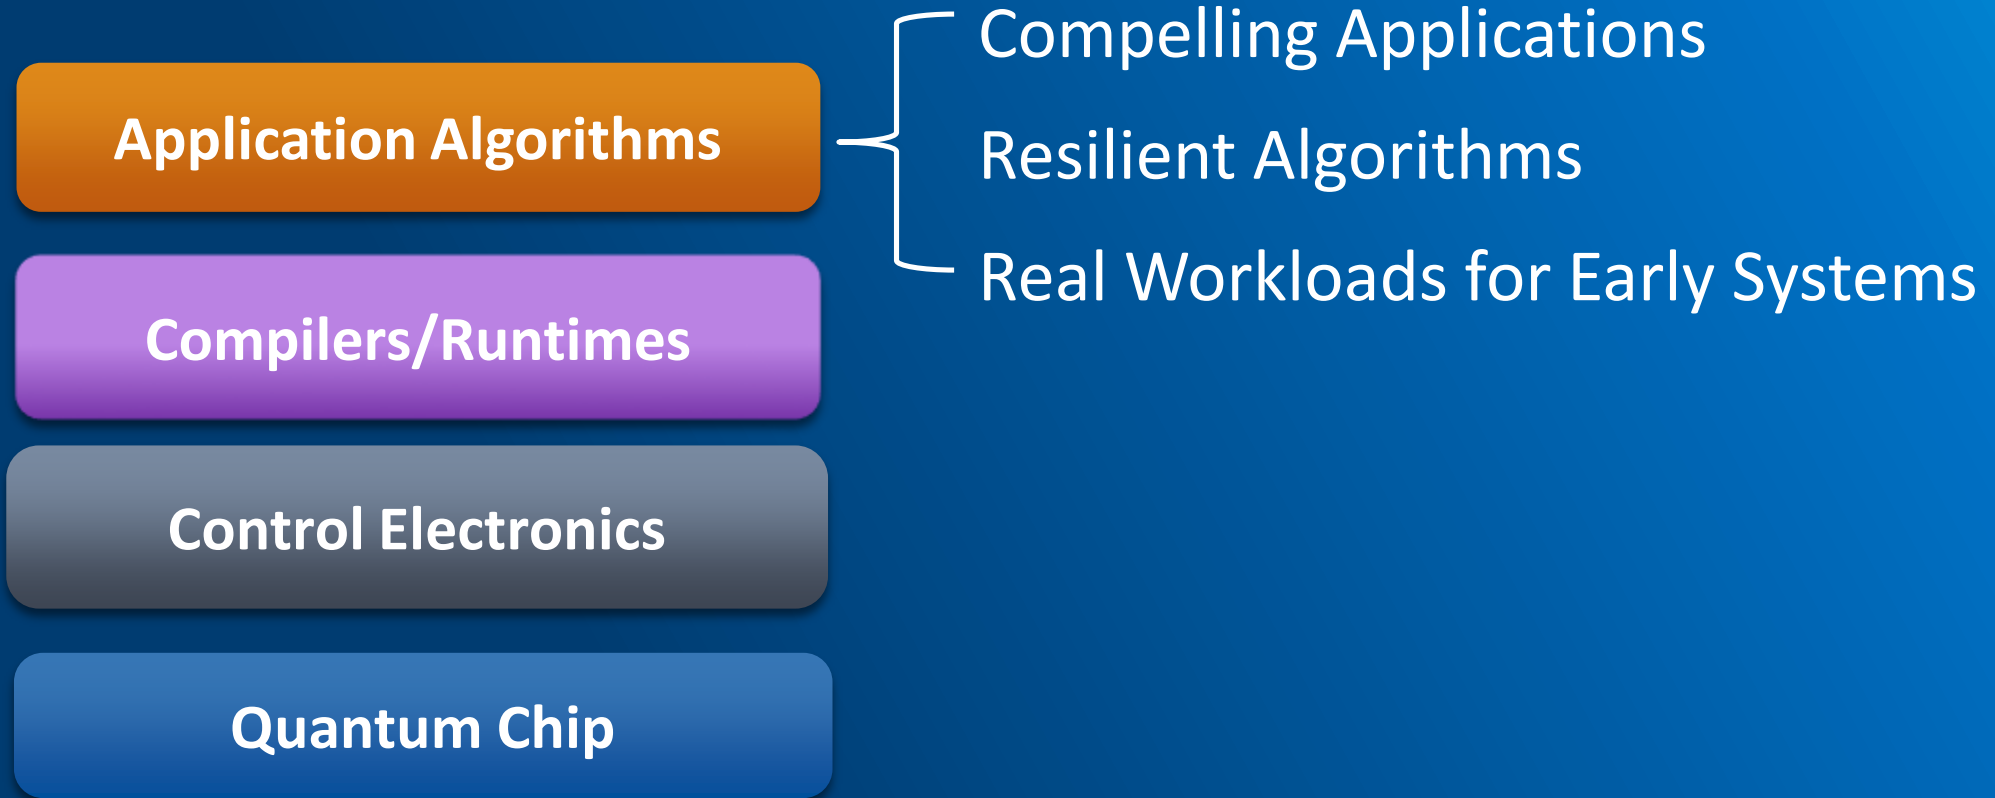 Application Algorithms
Compelling Applications
Resilient Algorithms
Real Workloads for Early Systems
Compilers/Runtimes
Control Electronics
Quantum Chip